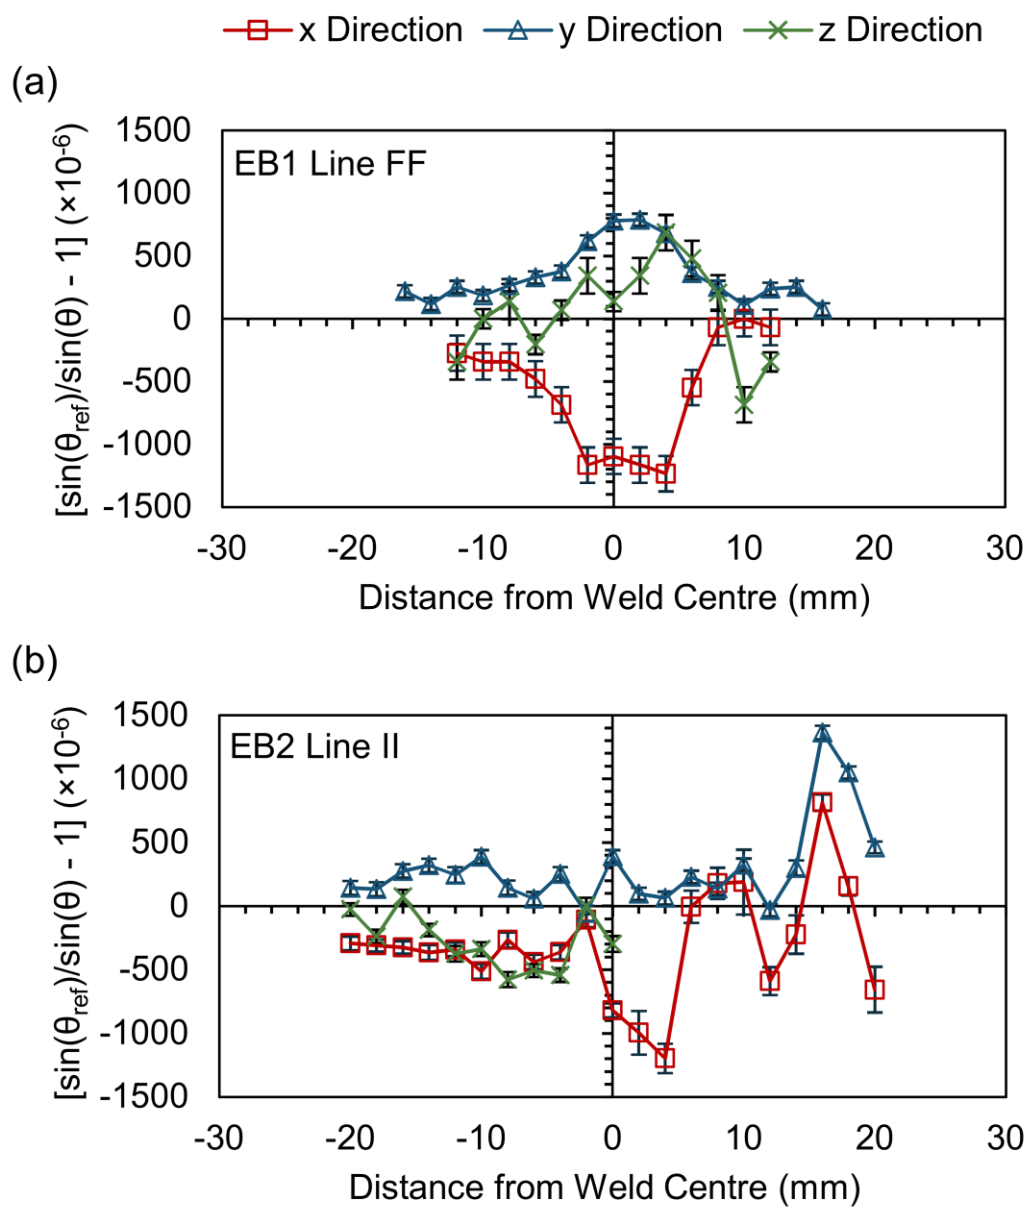 x Direction y Direction z Direction
(a)
EB1 Line FF
[sin(θref)/sin(θ) - 1] (×10-6)
1500
1000
500
0
-500
-1000
-1500
-30 -20 -10 0 10 20 30
Distance from Weld Centre (mm)
(b)
EB2 Line II
[sin(θref)/sin(θ) - 1] (×10-6)
1500
1000
500
0
-500
-1000
-1500
-30 -20 -10 0 10 20 30
Distance from Weld Centre (mm)